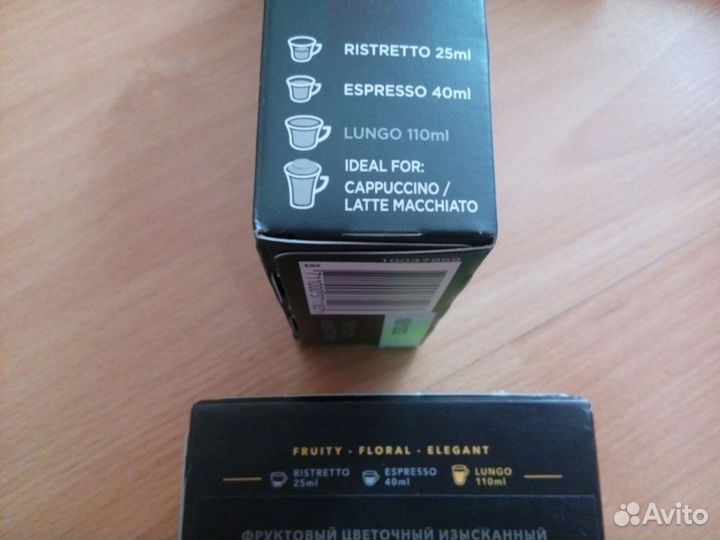 RISTRETTO 25ml
ESPRESSO 40ml
LUNGO 110ml
IDEAL FOR:
CAPPUCCINO /
LATTE MACCHIATO
FRUITY - FLORAL - ELEGANT
RISTRETTO ESPRESSO LUNGO
25ml 40ml 110ml
ФРУКТОВЫЙ ЦВЕТОЧНЫЙ ИЗЫСКАННЫЙ
Avito